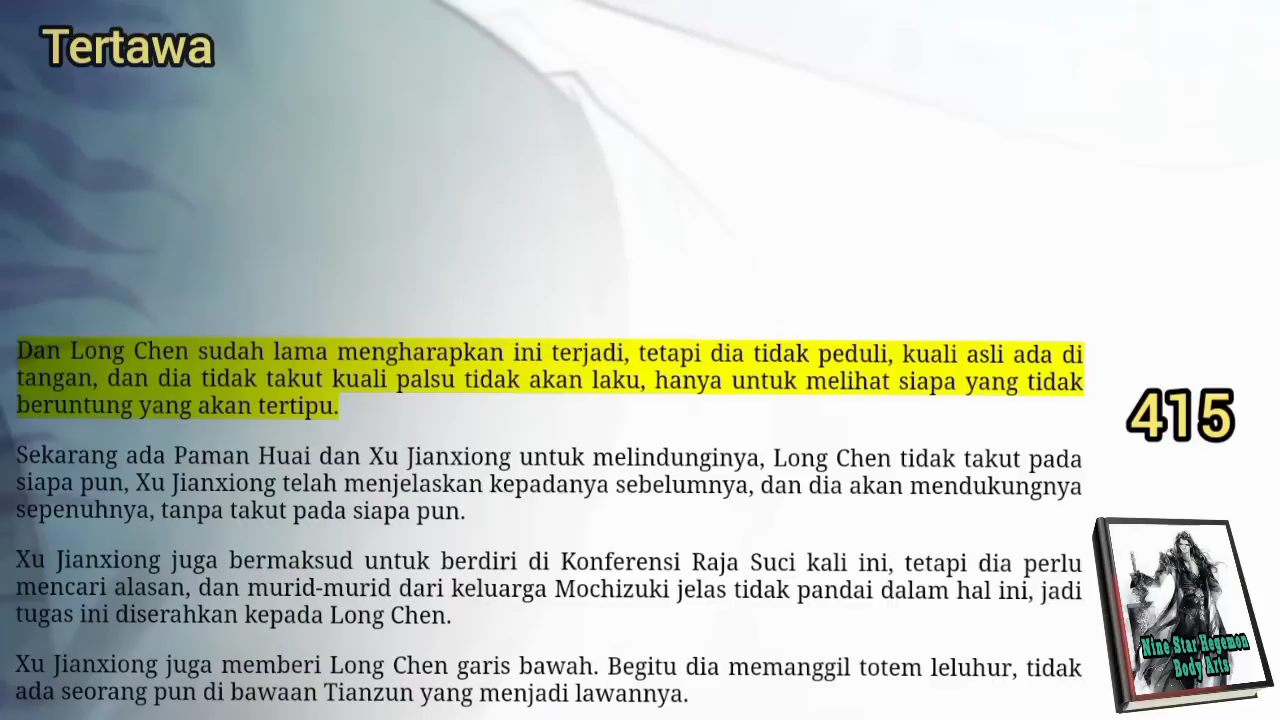 Tertawa
Dan Long Chen sudah lama mengharapkan ini terjadi, tetapi dia tidak peduli, kuali asli ada di
tangan, dan dia tidak takut kuali palsu tidak akan laku, hanya untuk melihat siapa yang tidak
beruntung yang akan tertipu.
Sekarang ada Paman Huai dan Xu Jianxiong untuk melindunginya, Long Chen tidak takut pada
siapa pun, Xu Jianxiong telah menjelaskan kepadanya sebelumnya, dan dia akan mendukungnya
sepenuhnya, tanpa takut pada siapa pun.
Xu Jianxiong juga bermaksud untuk berdiri di Konferensi Raja Suci kali ini, tetapi dia perlu
mencari alasan, dan murid-murid dari keluarga Mochizuki jelas tidak pandai dalam hal ini, jadi
tugas ini diserahkan kepada Long Chen.
Xu Jianxiong juga memberi Long Chen garis bawah. Begitu dia memanggil totem leluhur, tidak
ada seorang pun di bawaan Tianzun yang menjadi lawannya.
415
Nine Star Hegemon
Body Arts